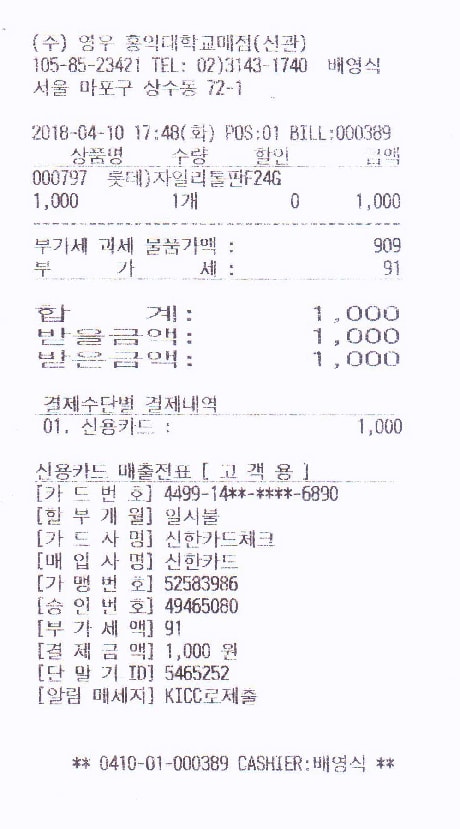 (주) 영우 홍익대학교매점(신관)
105-85-23421 TEL: 02)3143-1740 배영식
서울 마포구 상수동 72-1
2018-04-10 17:48(화) POS:01 BILL:000389
상품명 수량 할인 금액
000797 롯데)자일리톨판F24G
1,000 1개 0 1,000
부가세 과세 물품가액 : 909
부 가 세 : 91
합 계: 1,000
받을금액: 1,000
받은금액: 1,000
결제수단별 결제내역
01. 신용카드 : 1,000
신용카드 매출전표 [ 고 객 용 ]
[카 드 번 호] 4499-14**-****-6890
[할 부 개 월] 일시불
[가 드 사 명] 신한카드체크
[매 입 사 명] 신한카드
[가 맹 번 호] 52583986
[승 인 번 호] 49465080
[부 가 세 액] 91
[결 제 금 액] 1,000 원
[단 말 기 ID] 5465252
[알림 메세지] KICC로제출
** 0410-01-000389 CASHIER:배영식 **